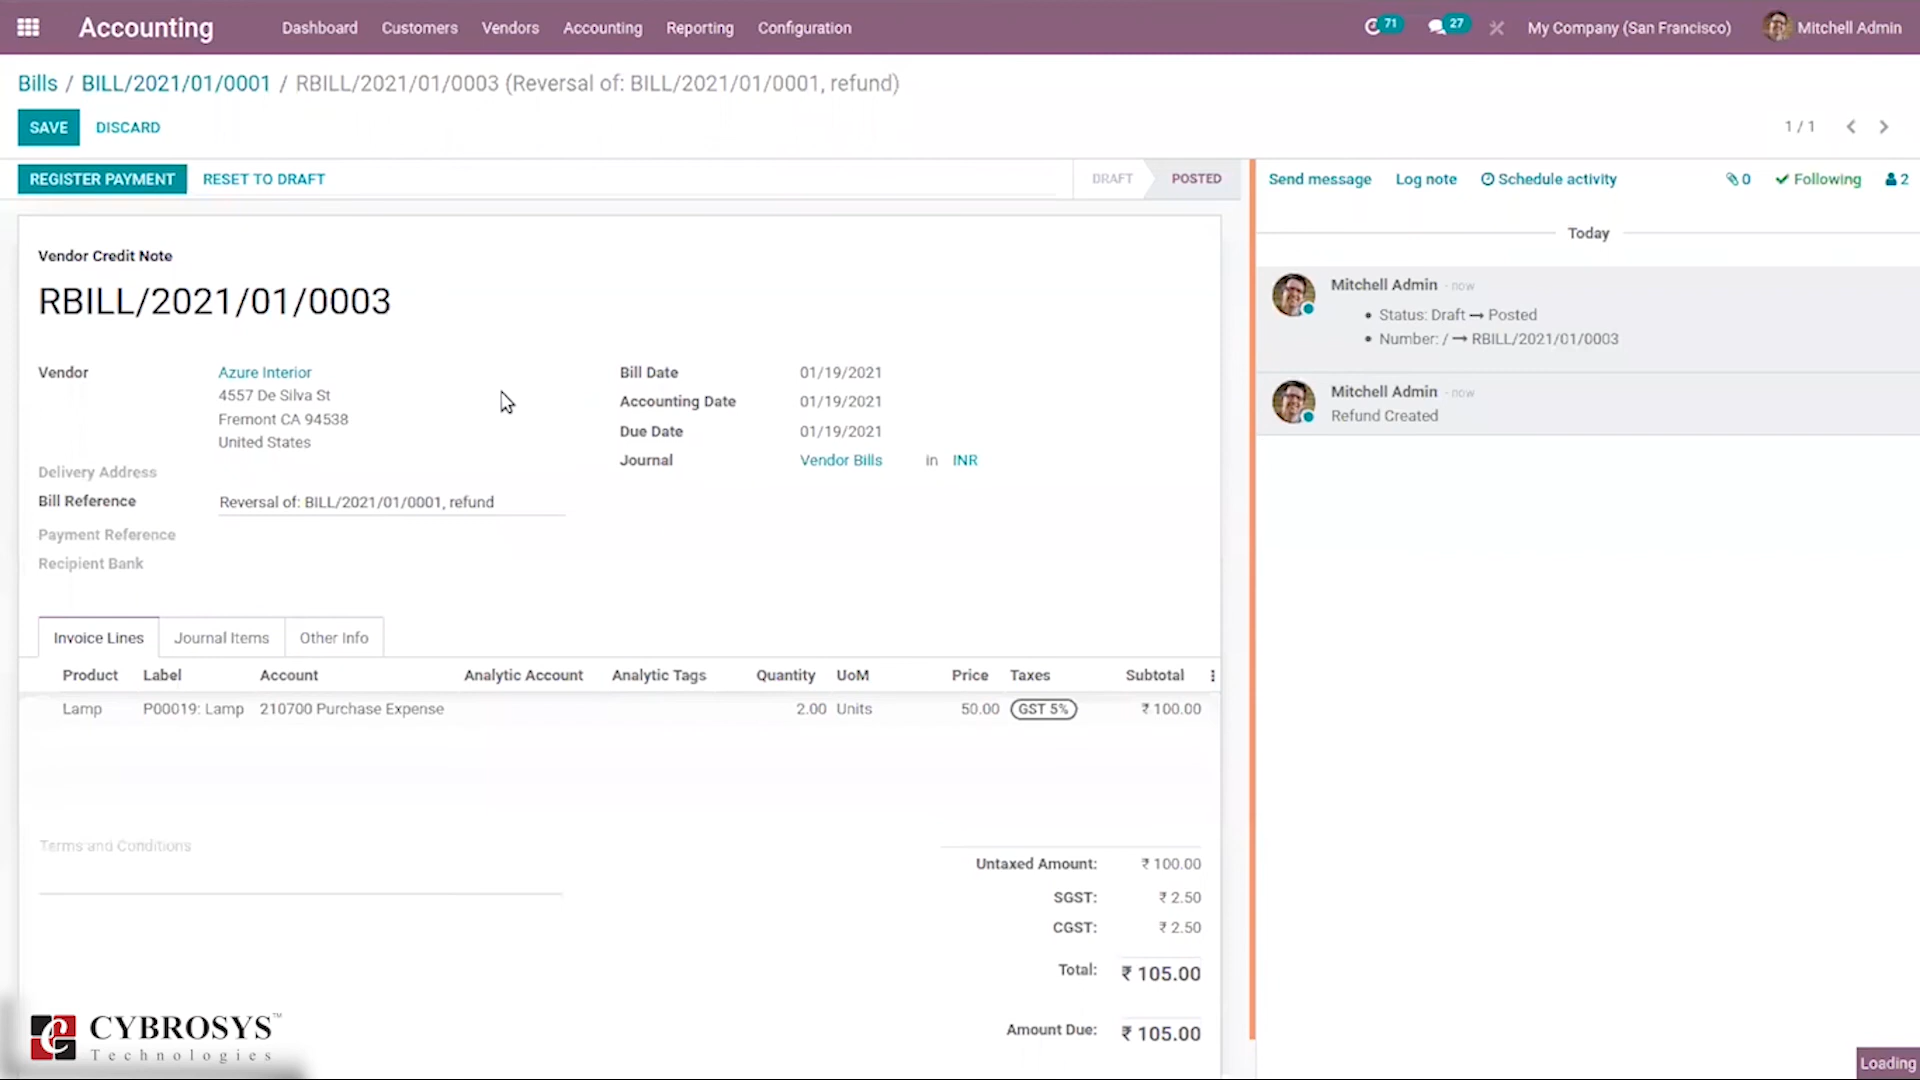 Accounting Dashboard Customers Vendors Accounting Reporting Configuration 71 27 My Company (San Francisco) Mitchell Admin
Bills / BILL/2021/01/0001 / RBILL/2021/01/0003 (Reversal of: BILL/2021/01/0001, refund)
SAVE DISCARD 1 / 1
REGISTER PAYMENT RESET TO DRAFT DRAFT POSTED
Send message Log note Schedule activity 0 Following 2
Vendor Credit Note
RBILL/2021/01/0003
Vendor Azure Interior
4557 De Silva St
Fremont CA 94538
United States
Delivery Address
Bill Reference Reversal of: BILL/2021/01/0001, refund
Payment Reference
Recipient Bank
Bill Date 01/19/2021
Accounting Date 01/19/2021
Due Date 01/19/2021
Journal Vendor Bills in INR
Invoice Lines Journal Items Other Info
Product Label Account Analytic Account Analytic Tags Quantity UoM Price Taxes Subtotal
Lamp P00019: Lamp 210700 Purchase Expense 2.00 Units 50.00 GST 5% ₹ 100.00
Terms and Conditions
Untaxed Amount: ₹ 100.00
SGST: ₹ 2.50
CGST: ₹ 2.50
Total: ₹ 105.00
Amount Due: ₹ 105.00
Today
Mitchell Admin - now
• Status: Draft → Posted
• Number: / → RBILL/2021/01/0003
Mitchell Admin - now
Refund Created
CYBROSYS™
Technologies
Loading